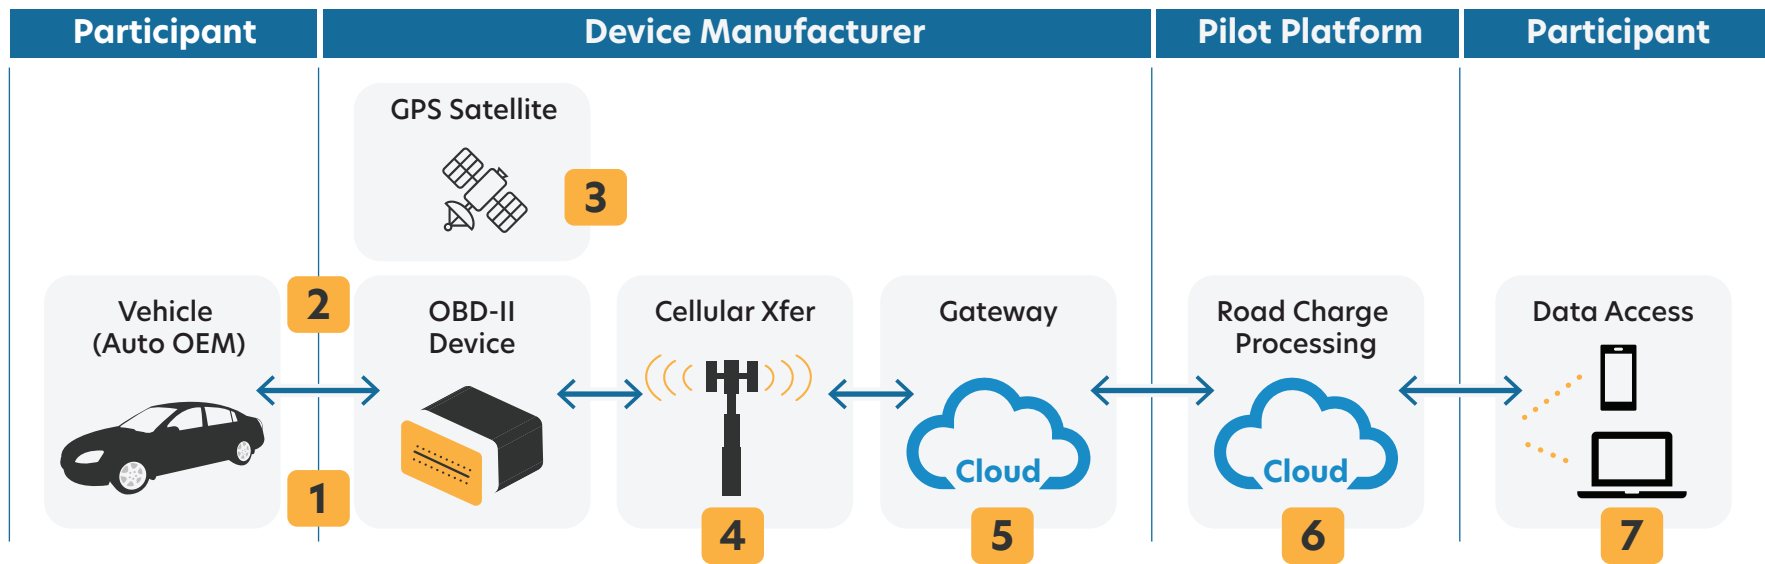 Participant
Device Manufacturer
Pilot Platform
Participant
GPS Satellite
3
2
Vehicle
(Auto OEM)
1
OBD-II
Device
Cellular Xfer
4
Gateway
Cloud
5
Road Charge
Processing
Cloud
6
Data Access
7